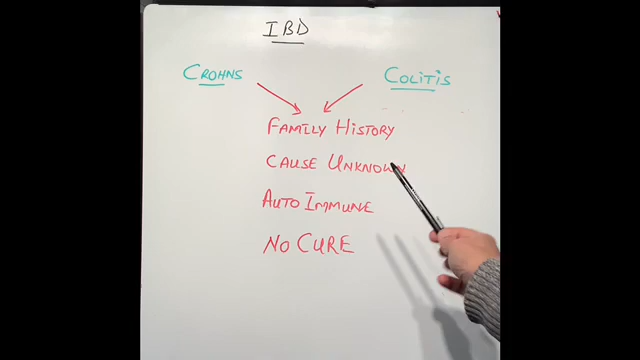 IBD
CROHNS COLITIS
FAMILY HISTORY
CAUSE UNKNOWN
AUTO IMMUNE
NO CURE